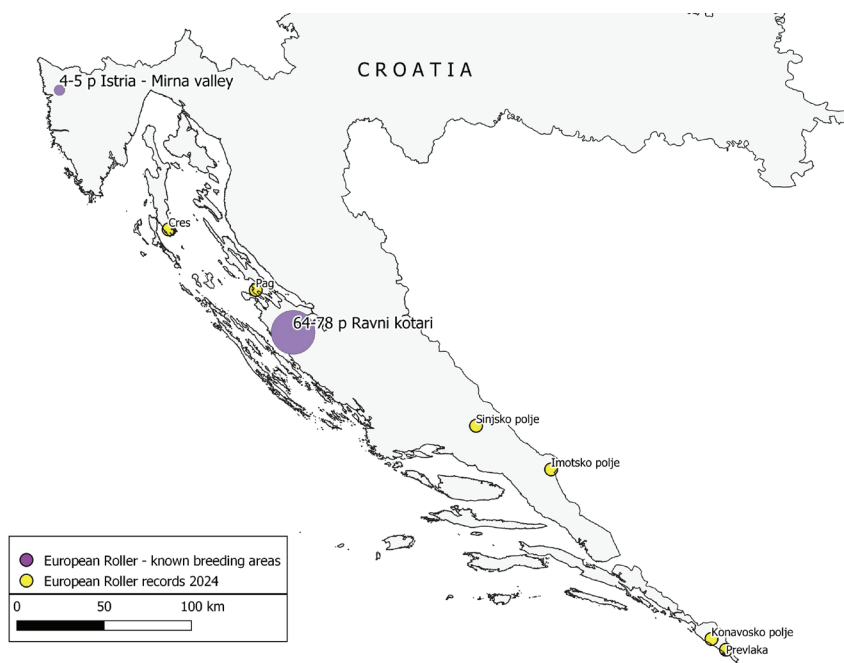 CROATIA
4-5 p Istria - Mirna valley
Cres
Pag
64-78 p Ravni kotari
Sinjsko polje
Imotsko polje
European Roller - known breeding areas
European Roller records 2024
0 50 100 km
Konavosko polje
Prevlaka